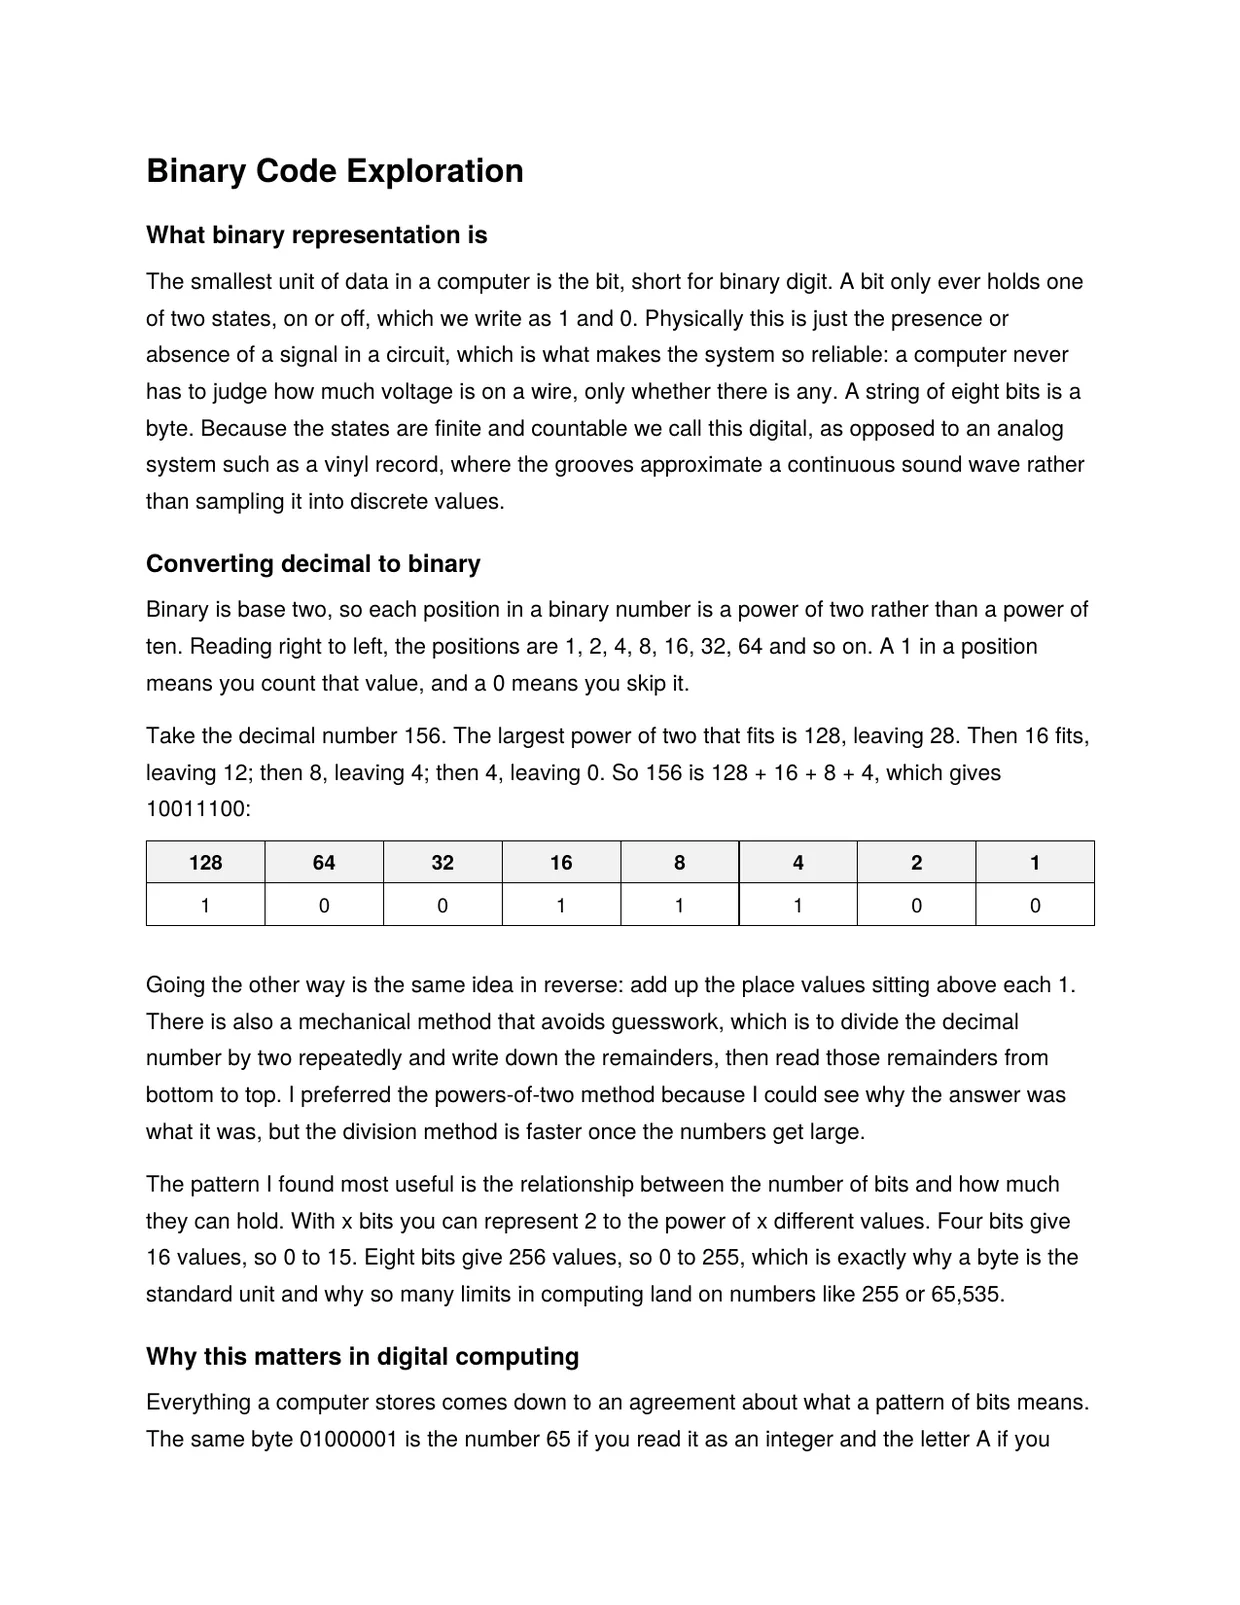 Binary Code Exploration
What binary representation is
The smallest unit of data in a computer is the bit, short for binary digit. A bit only ever holds one
of two states, on or off, which we write as 1 and 0. Physically this is just the presence or
absence of a signal in a circuit, which is what makes the system so reliable: a computer never
has to judge how much voltage is on a wire, only whether there is any. A string of eight bits is a
byte. Because the states are finite and countable we call this digital, as opposed to an analog
system such as a vinyl record, where the grooves approximate a continuous sound wave rather
than sampling it into discrete values.
Converting decimal to binary
Binary is base two, so each position in a binary number is a power of two rather than a power of
ten. Reading right to left, the positions are 1, 2, 4, 8, 16, 32, 64 and so on. A 1 in a position
means you count that value, and a 0 means you skip it.
Take the decimal number 156. The largest power of two that fits is 128, leaving 28. Then 16 fits,
leaving 12; then 8, leaving 4; then 4, leaving 0. So 156 is 128 + 16 + 8 + 4, which gives
10011100:
128 64 32 16 8 4 2 1
1 0 0 1 1 1 0 0
Going the other way is the same idea in reverse: add up the place values sitting above each 1.
There is also a mechanical method that avoids guesswork, which is to divide the decimal
number by two repeatedly and write down the remainders, then read those remainders from
bottom to top. I preferred the powers-of-two method because I could see why the answer was
what it was, but the division method is faster once the numbers get large.
The pattern I found most useful is the relationship between the number of bits and how much
they can hold. With x bits you can represent 2 to the power of x different values. Four bits give
16 values, so 0 to 15. Eight bits give 256 values, so 0 to 255, which is exactly why a byte is the
standard unit and why so many limits in computing land on numbers like 255 or 65,535.
Why this matters in digital computing
Everything a computer stores comes down to an agreement about what a pattern of bits means.
The same byte 01000001 is the number 65 if you read it as an integer and the letter A if you